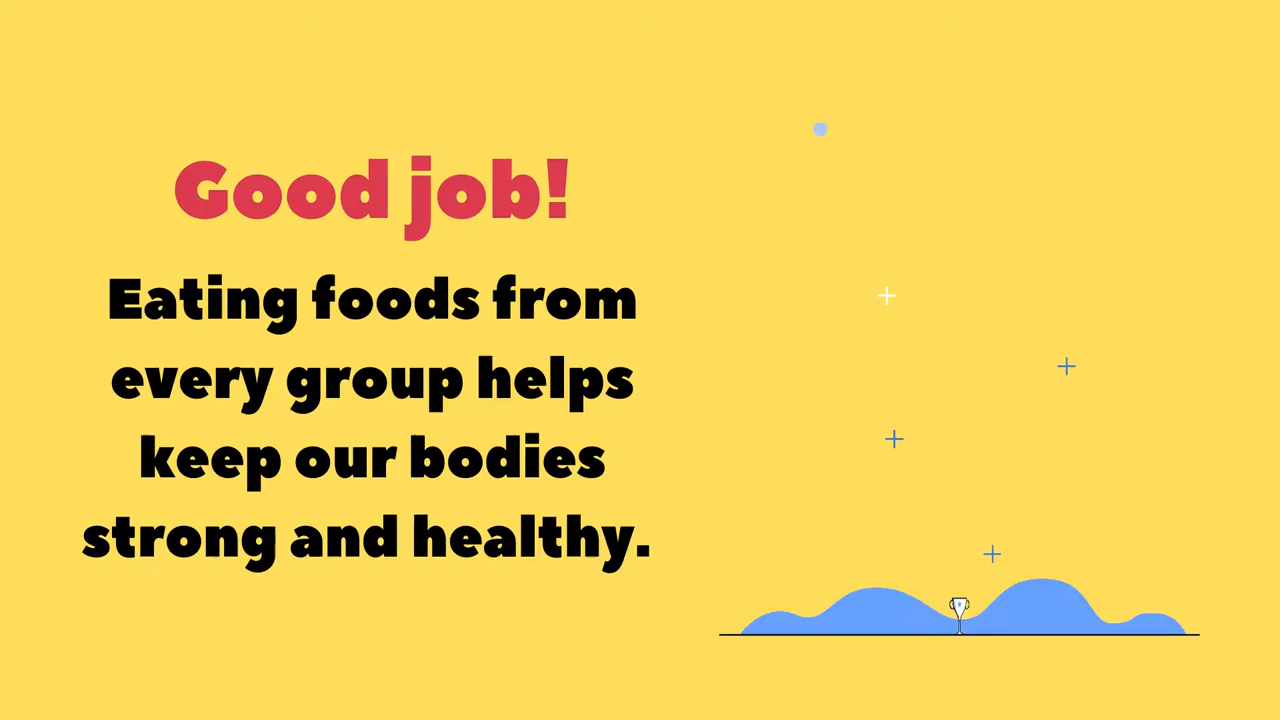 Good job!
Eating foods from
every group helps
keep our bodies
strong and healthy.